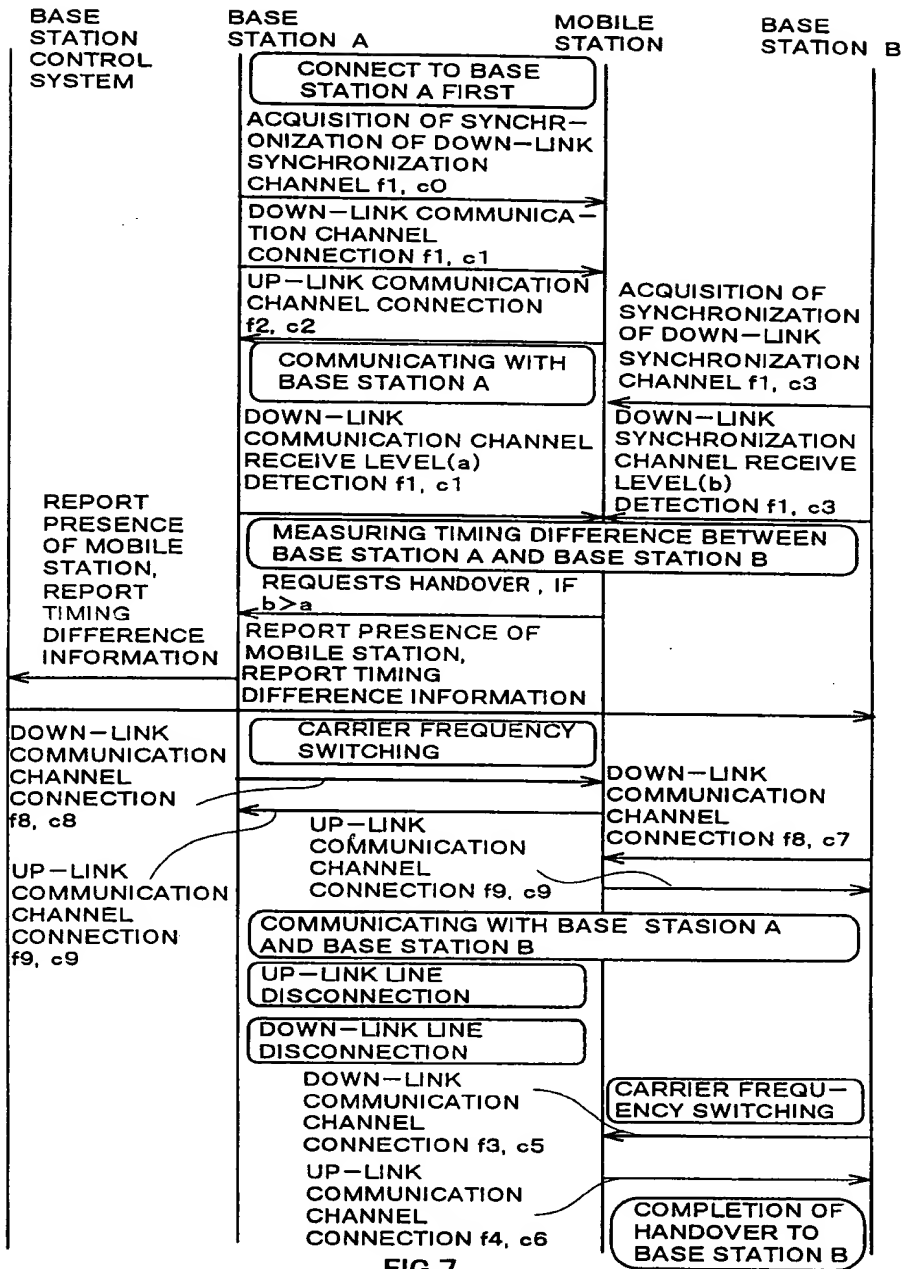 BASE
STATION
CONTROL
SYSTEM
BASE
STATION A
MOBILE
STATION
BASE
STATION B
CONNECT TO BASE
STATION A FIRST
ACQUISITION OF SYNCHR-
ONIZATION OF DOWN-LINK
SYNCHRONIZATION
CHANNEL f1, c0
DOWN-LINK COMMUNICA-
TION CHANNEL
CONNECTION f1, c1
UP-LINK COMMUNICATION
CHANNEL CONNECTION
f2, c2
ACQUISITION OF
SYNCHRONIZATION
OF DOWN-LINK
SYNCHRONIZATION
CHANNEL f1, c3
COMMUNICATING WITH
BASE STATION A
DOWN-LINK
COMMUNICATION CHANNEL
RECEIVE LEVEL(a)
DETECTION f1, c1
DOWN-LINK
SYNCHRONIZATION
CHANNEL RECEIVE
LEVEL(b)
DETECTION f1, c3
MEASURING TIMING DIFFERENCE BETWEEN
BASE STATION A AND BASE STATION B
REQUESTS HANDOVER, IF
b>a
REPORT
PRESENCE
OF MOBILE
STATION,
REPORT
TIMING
DIFFERENCE
INFORMATION
REPORT PRESENCE OF
MOBILE STATION,
REPORT TIMING
DIFFERENCE INFORMATION
CARRIER FREQUENCY
SWITCHING
DOWN-LINK
COMMUNICATION
CHANNEL
CONNECTION
f8, c8
DOWN-LINK
COMMUNICATION
CHANNEL
CONNECTION f8, c7
UP-LINK
COMMUNICATION
CHANNEL
CONNECTION f9, c9
UP-LINK
COMMUNICATION
CHANNEL
CONNECTION
f9, c9
COMMUNICATING WITH BASE STASION A
AND BASE STATION B
UP-LINK LINE
DISCONNECTION
DOWN-LINK LINE
DISCONNECTION
DOWN-LINK
COMMUNICATION
CHANNEL
CONNECTION f3, c5
CARRIER FREQU-
ENCY SWITCHING
UP-LINK
COMMUNICATION
CHANNEL
CONNECTION f4, c6
COMPLETION OF
HANDOVER TO
BASE STATION B
FIG.7